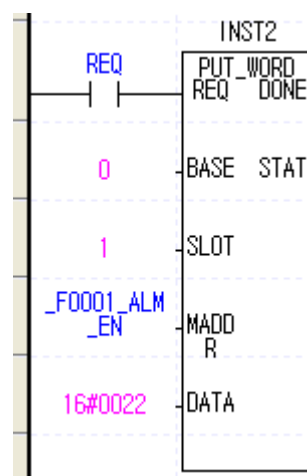 INST2
REQ
PUT_WORD
REQ DONE
0
BASE STAT
1
SLOT
_F0001_ALM
_EN
MADD
R
16#0022
DATA